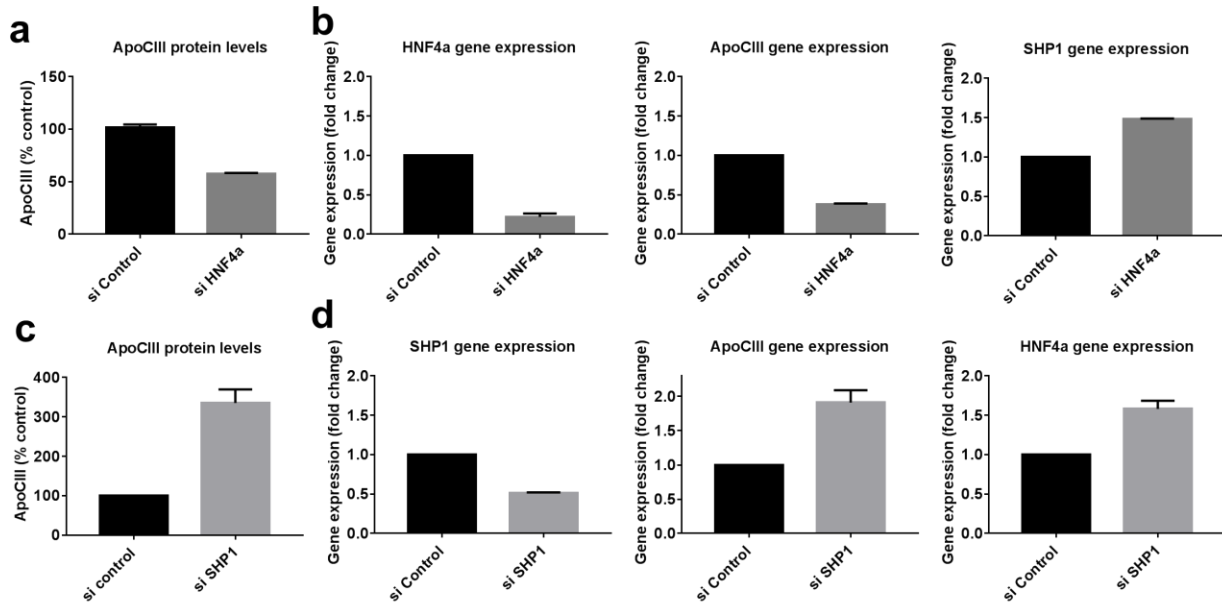 a
ApoCIII protein levels
ApoCIII (% control)
150
100
50
0
si Control
si HNF4a
b
HNF4a gene expression
Gene expression (fold change)
2.0
1.5
1.0
0.5
0.0
si Control
si HNF4a
ApoCIII gene expression
Gene expression (fold change)
2.0
1.5
1.0
0.5
0.0
si Control
si HNF4a
SHP1 gene expression
Gene expression (fold change)
2.0
1.5
1.0
0.5
0.0
si Control
si HNF4a
c
ApoCIII protein levels
ApoCIII (% control)
400
300
200
100
0
si control
si SHP1
d
SHP1 gene expression
Gene expression (fold change)
2.0
1.5
1.0
0.5
0.0
si Control
si SHP1
ApoCIII gene expression
Gene expression (fold change)
2.0
1.5
1.0
0.5
0.0
si Control
si SHP1
HNF4a gene expression
Gene expression (fold change)
2.0
1.5
1.0
0.5
0.0
si Control
si SHP1